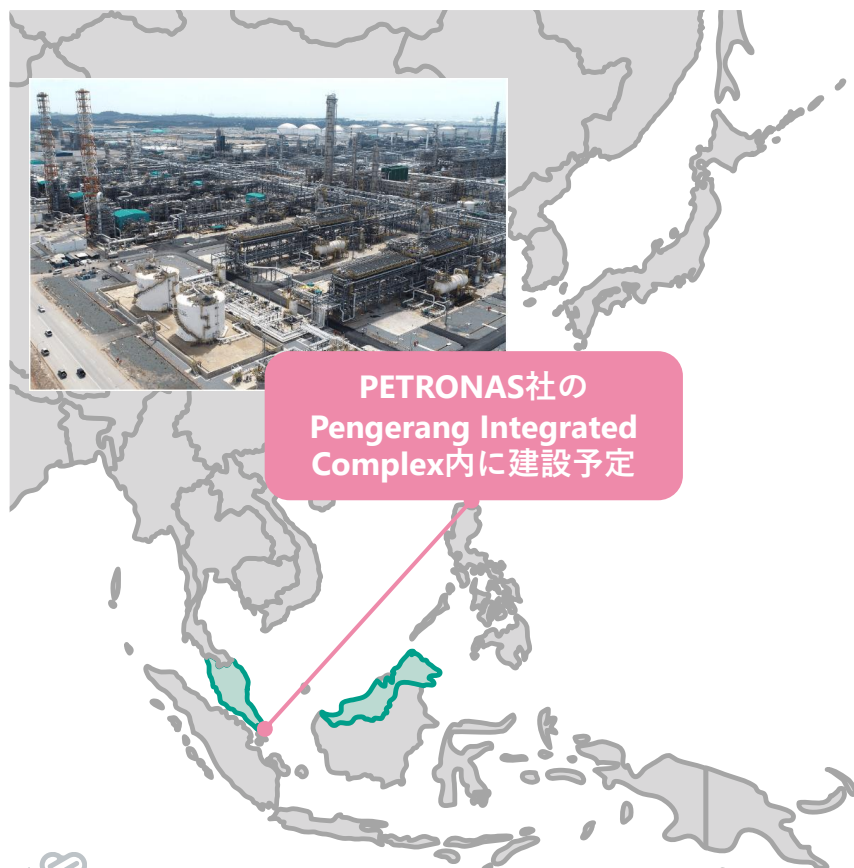 PETRONAS社の
Pengerang Integrated
Complex内に建設予定